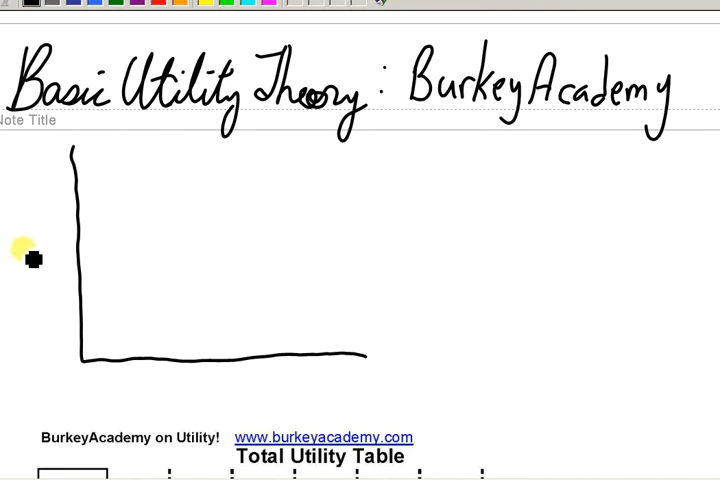 Basic Utility Theory: BurkeyAcademy
Note Title
BurkeyAcademy on Utility! www.burkeyacademy.com
Total Utility Table